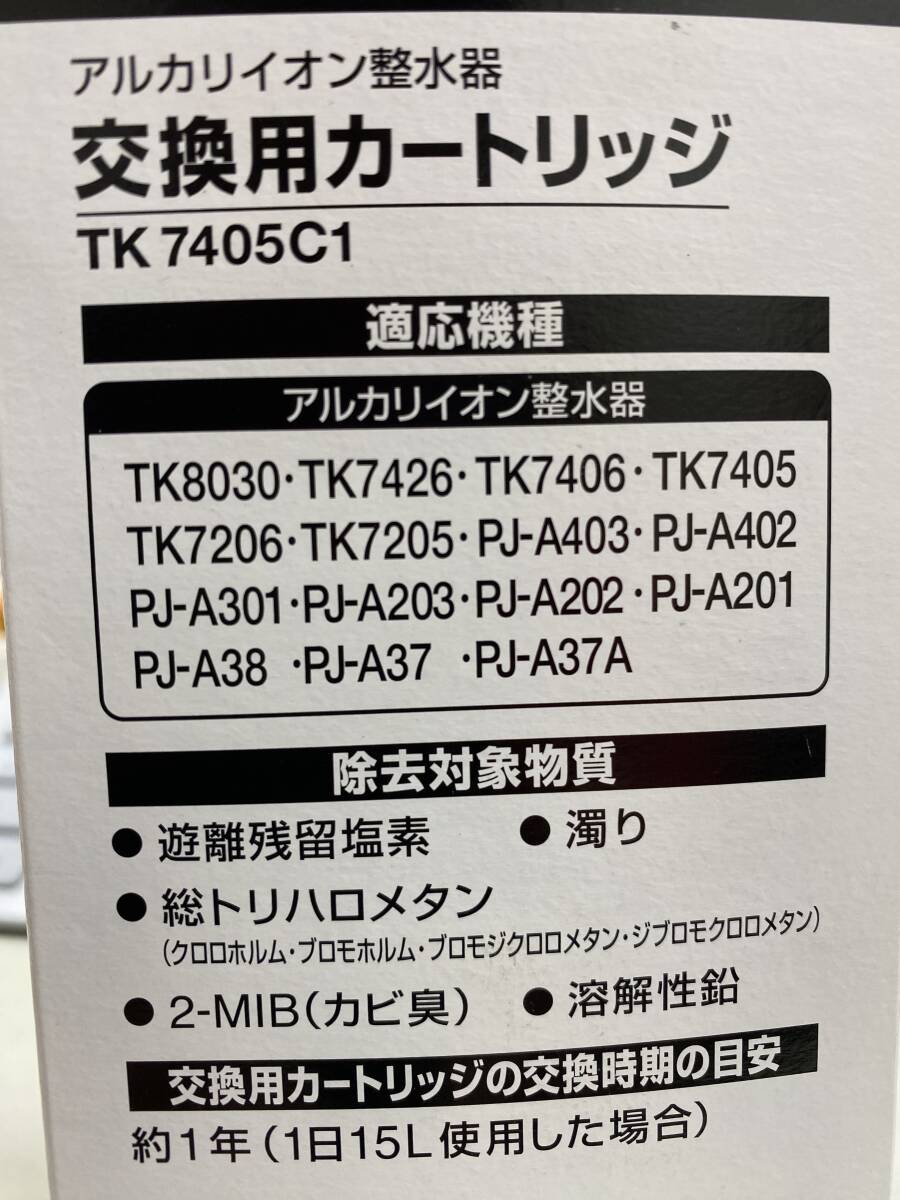 アルカリイオン整水器
交換用カートリッジ
TK 7405C1
適応機種
アルカリイオン整水器
TK8030・TK7426・TK7406・TK7405
TK7206・TK7205・PJ-A403・PJ-A402
PJ-A301・PJ-A203・PJ-A202・PJ-A201
PJ-A38 ・PJ-A37 ・PJ-A37A
除去対象物質
● 遊離残留塩素 ● 濁り
● 総トリハロメタン
(クロロホルム・ブロモホルム・ブロモジクロロメタン・ジブロモクロロメタン)
● 2-MIB(カビ臭) ● 溶解性鉛
交換用カートリッジの交換時期の目安
約1年(1日15L使用した場合)